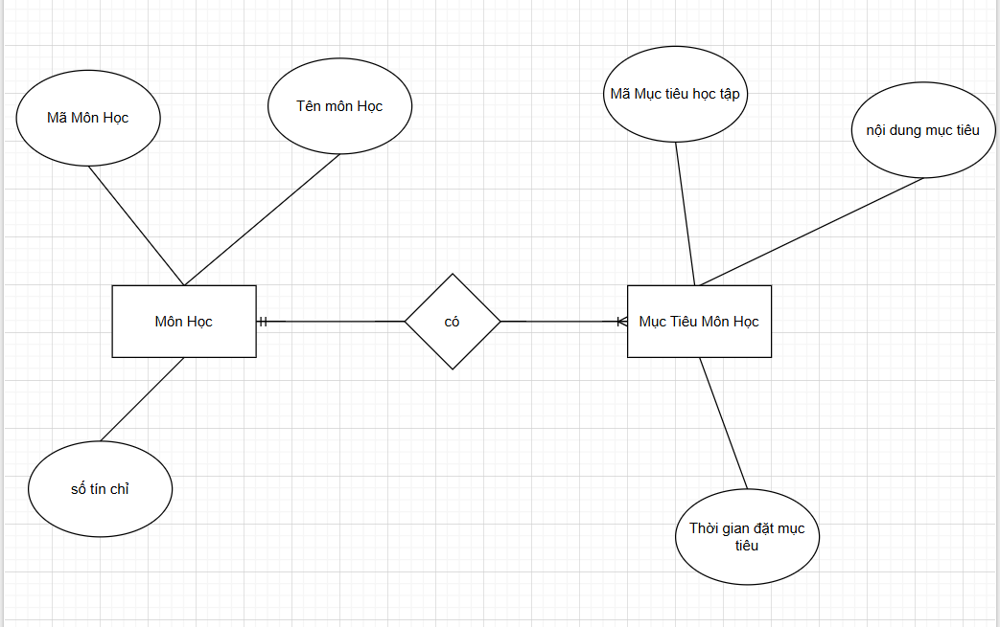 Mã Môn Học
Tên môn Học
Mã Mục tiêu học tập
nội dung mục tiêu
Môn Học
có
Mục Tiêu Môn Học
số tín chỉ
Thời gian đặt mục
tiêu